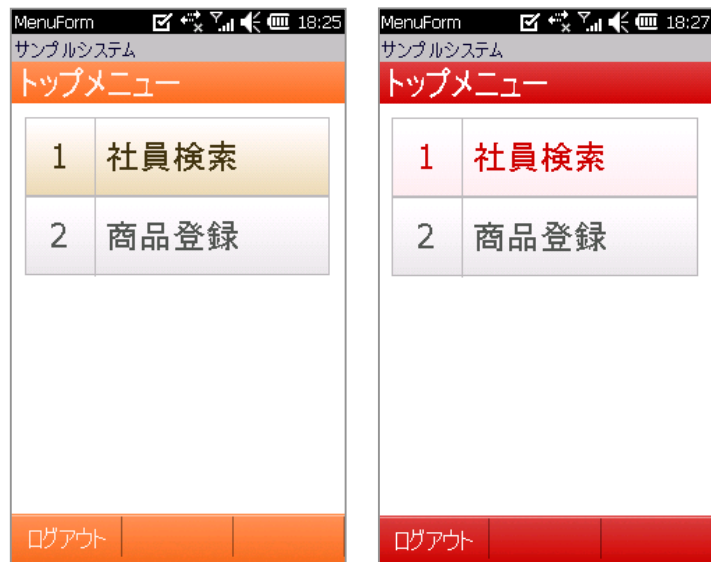 MenuForm 18:25
サンプルシステム
トップメニュー
1 社員検索
2 商品登録
ログアウト
MenuForm 18:27
サンプルシステム
トップメニュー
1 社員検索
2 商品登録
ログアウト